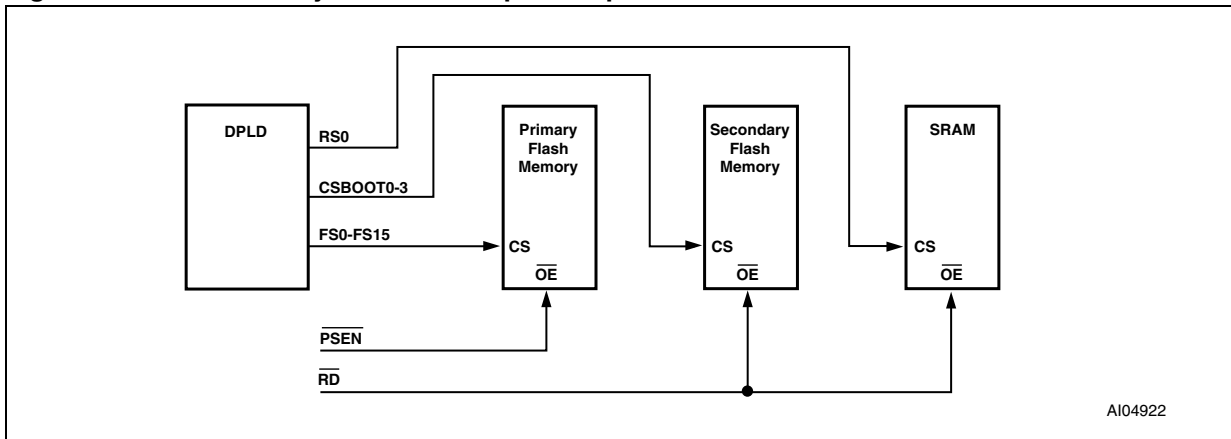 DPLD
RS0
CSBOOT0-3
FS0-FS15
Primary
Flash
Memory
CS
OE
Secondary
Flash
Memory
CS
OE
SRAM
CS
OE
PSEN
RD
AI04922